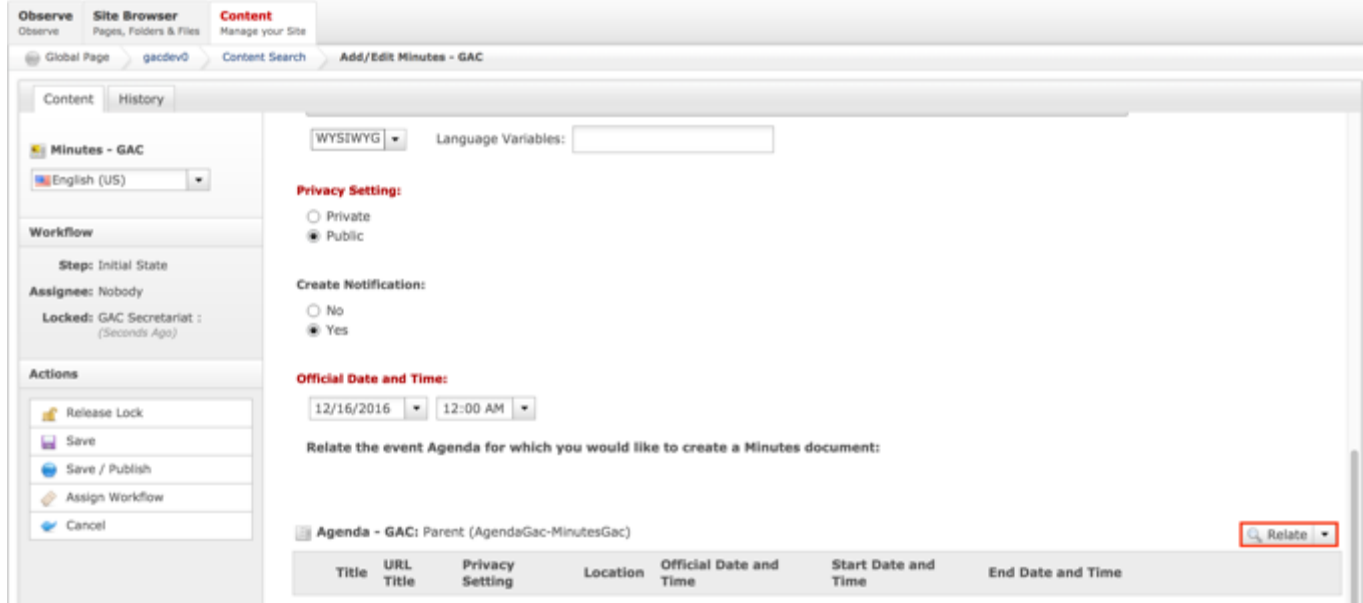 Observe
Observe
Site Browser
Pages, Folders & Files
Content
Manage your Site
Global Page
gacdev0
Content Search
Add/Edit Minutes - GAC
Content
History
Minutes - GAC
English (US)
Workflow
Step: Initial State
Assignee: Nobody
Locked: GAC Secretariat :
(Seconds Ago)
Actions
Release Lock
Save
Save / Publish
Assign Workflow
Cancel
WYSIWYG
Language Variables:
Privacy Setting:
Private
Public
Create Notification:
No
Yes
Official Date and Time:
12/16/2016
12:00 AM
Relate the event Agenda for which you would like to create a Minutes document:
Agenda - GAC: Parent (AgendaGac-MinutesGac)
Relate
Title
URL
Title
Privacy
Setting
Location
Official Date and
Time
Start Date and
Time
End Date and Time